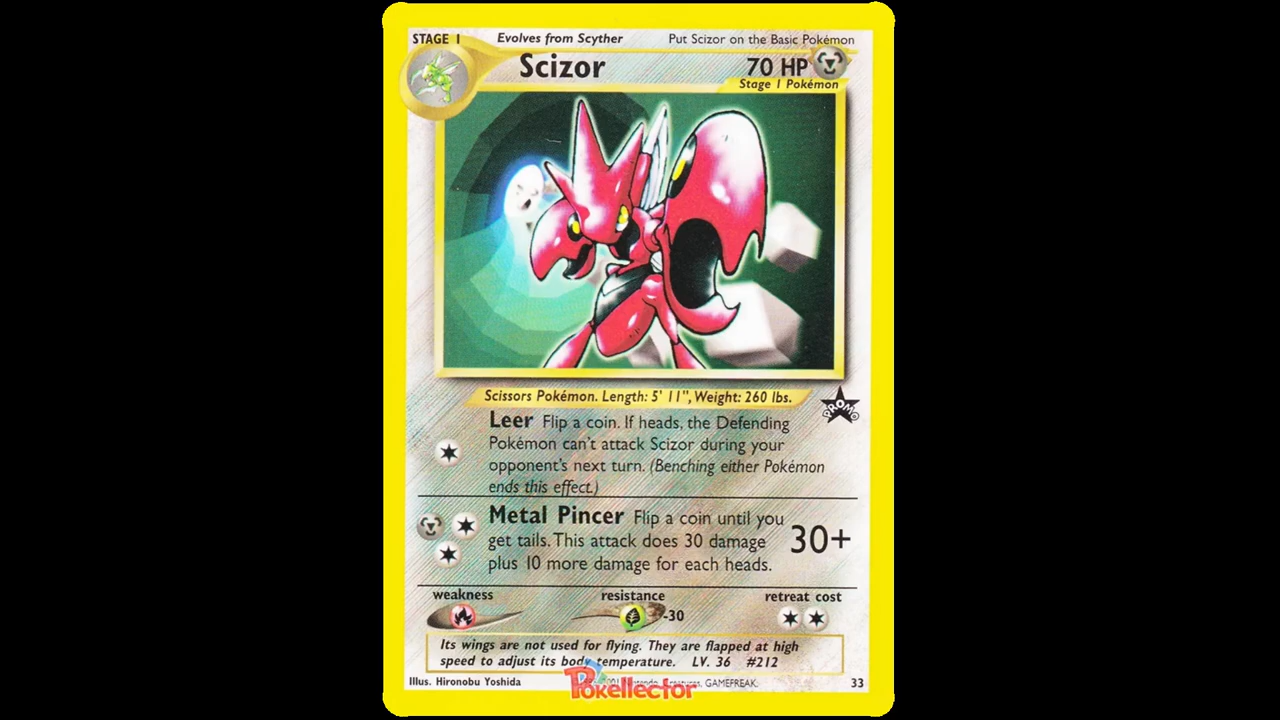 STAGE 1
Evolves from Scyther
Put Scizor on the Basic Pokémon
Scizor
70 HP
Stage 1 Pokémon
Scissors Pokémon. Length: 5' 11", Weight: 260 lbs.
PROMO
Leer Flip a coin. If heads, the Defending
Pokémon can't attack Scizor during your
opponent's next turn. (Benching either Pokémon
ends this effect.)
Metal Pincer Flip a coin until you
get tails. This attack does 30 damage
plus 10 more damage for each heads.
30+
weakness
resistance
retreat cost
-30
Its wings are not used for flying. They are flapped at high
speed to adjust its body temperature. LV. 36 #212
Illus. Hironobu Yoshida
GAMEFREAK.
33
Pokellector